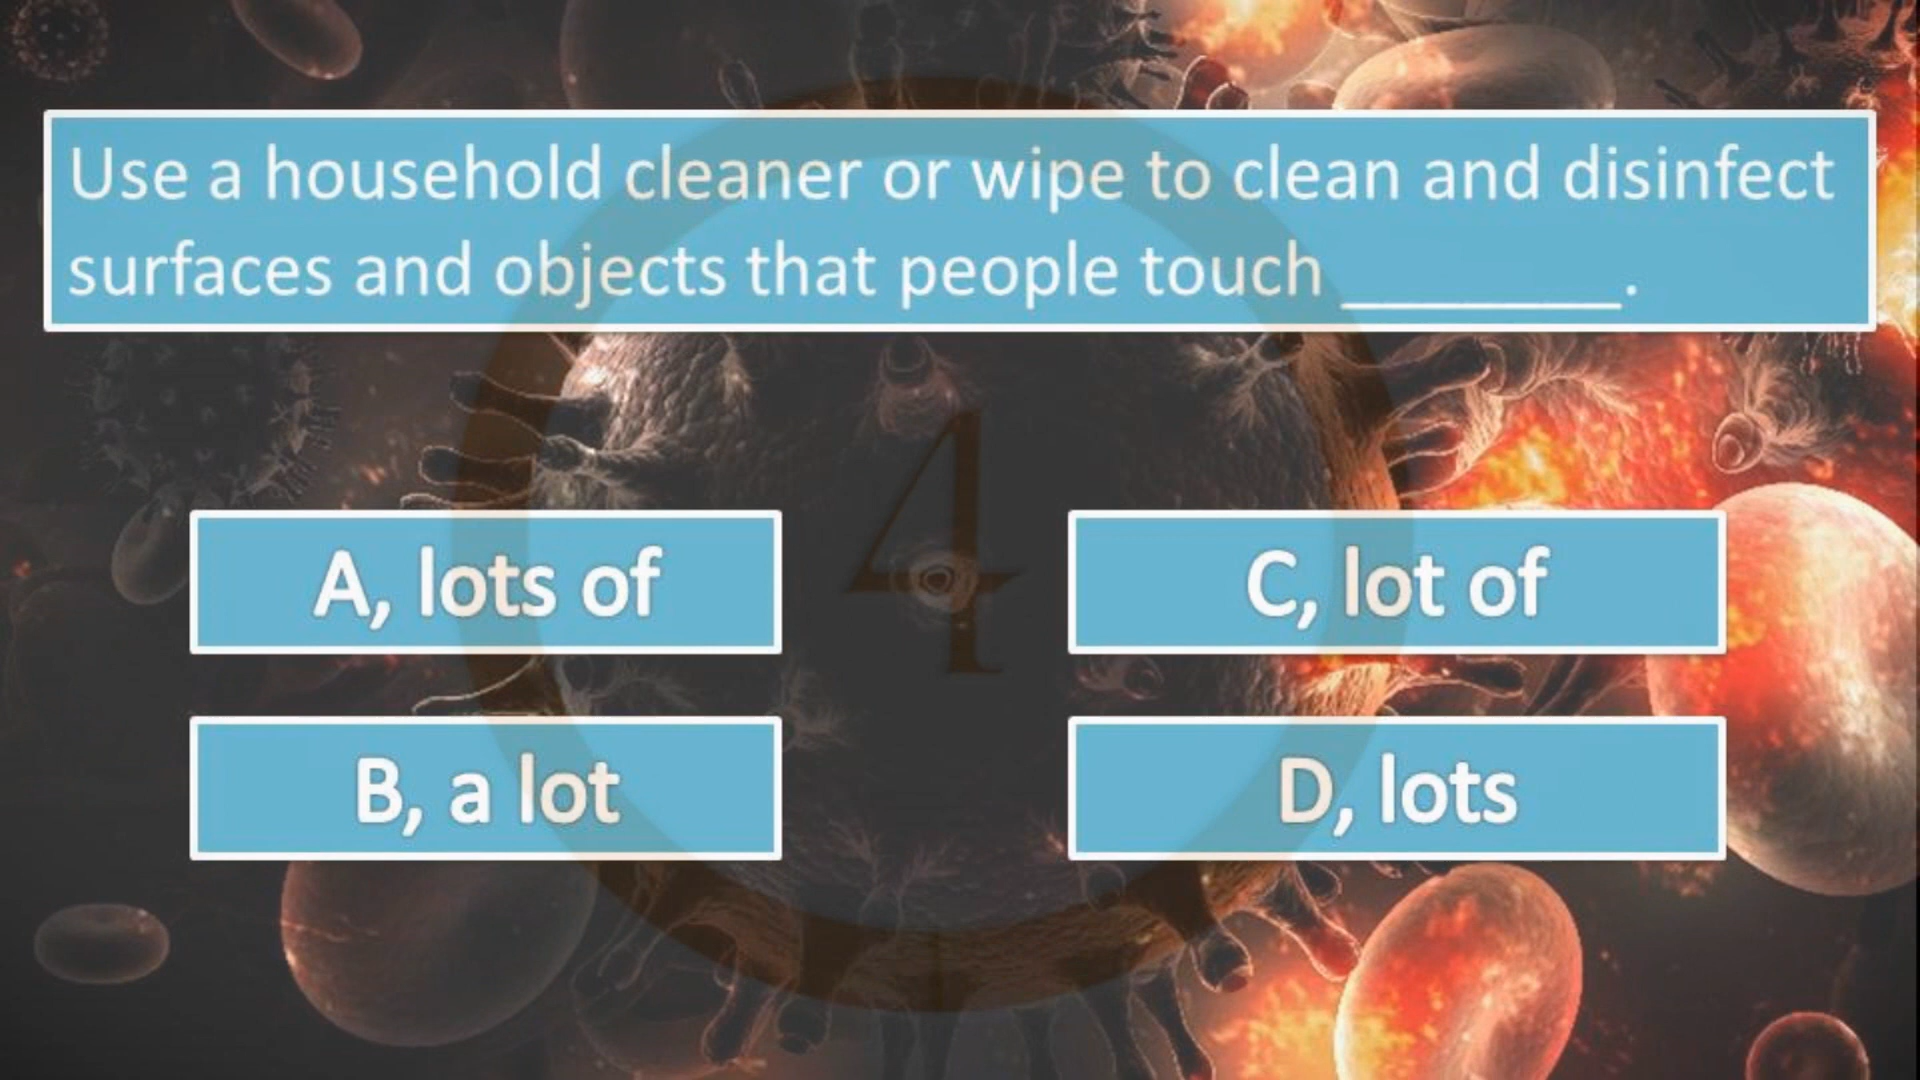 Use a household cleaner or wipe to clean and disinfect
surfaces and objects that people touch ________.
4
A, lots of
C, lot of
B, a lot
D, lots